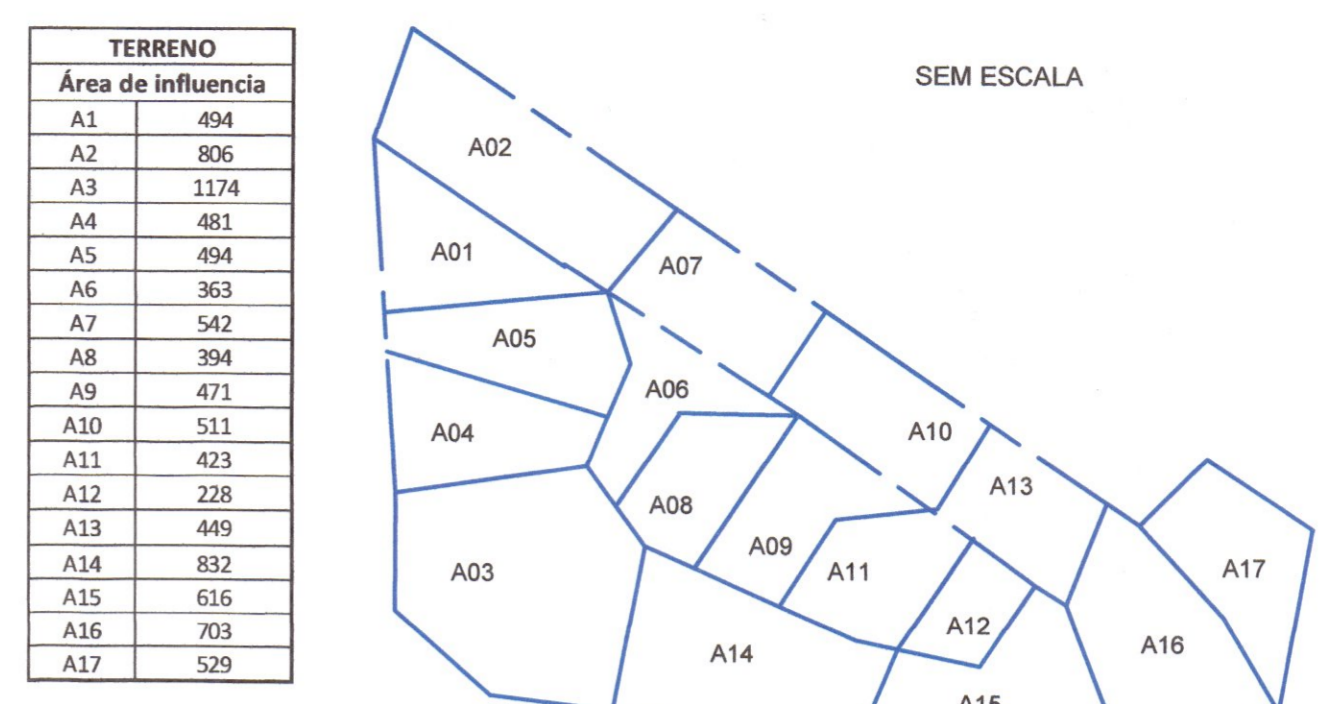 TERRENO
Área de influencia
A1 494
A2 806
A3 1174
A4 481
A5 494
A6 363
A7 542
A8 394
A9 471
A10 511
A11 423
A12 228
A13 449
A14 832
A15 616
A16 703
A17 529
SEM ESCALA
A02
A01
A07
A05
A06
A04
A10
A13
A08
A09
A11
A03
A17
A12
A14
A16
A15